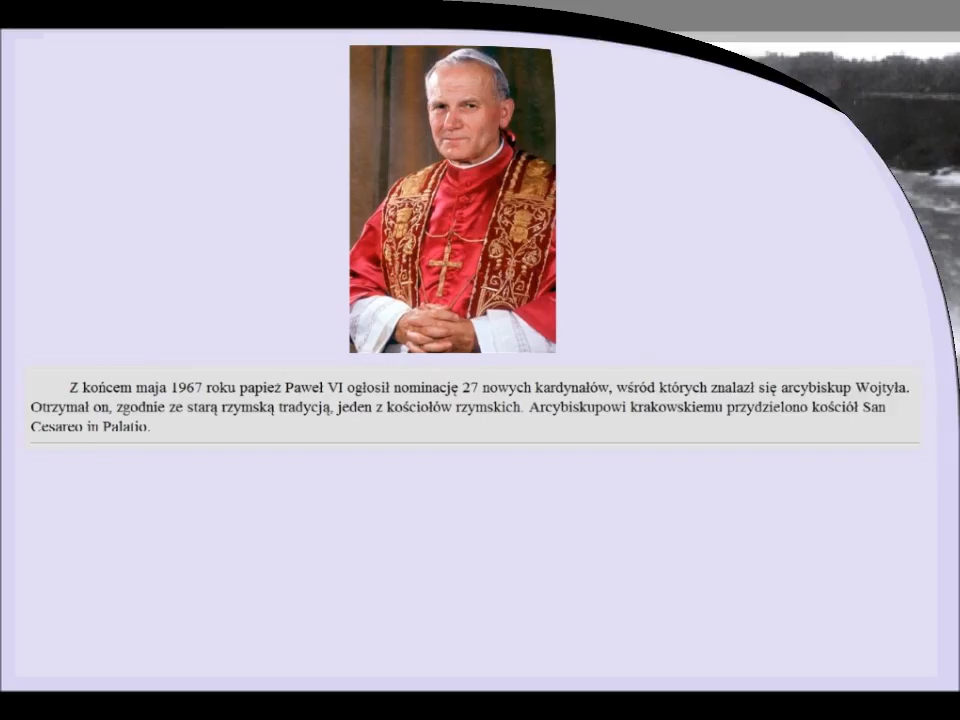 Z końcem maja 1967 roku papież Paweł VI ogłosił nominację 27 nowych kardynałów, wśród których znalazł się arcybiskup Wojtyła.
Otrzymał on, zgodnie ze starą rzymską tradycją, jeden z kościołów rzymskich. Arcybiskupowi krakowskiemu przydzielono kościół San
Cesareo in Palatio.